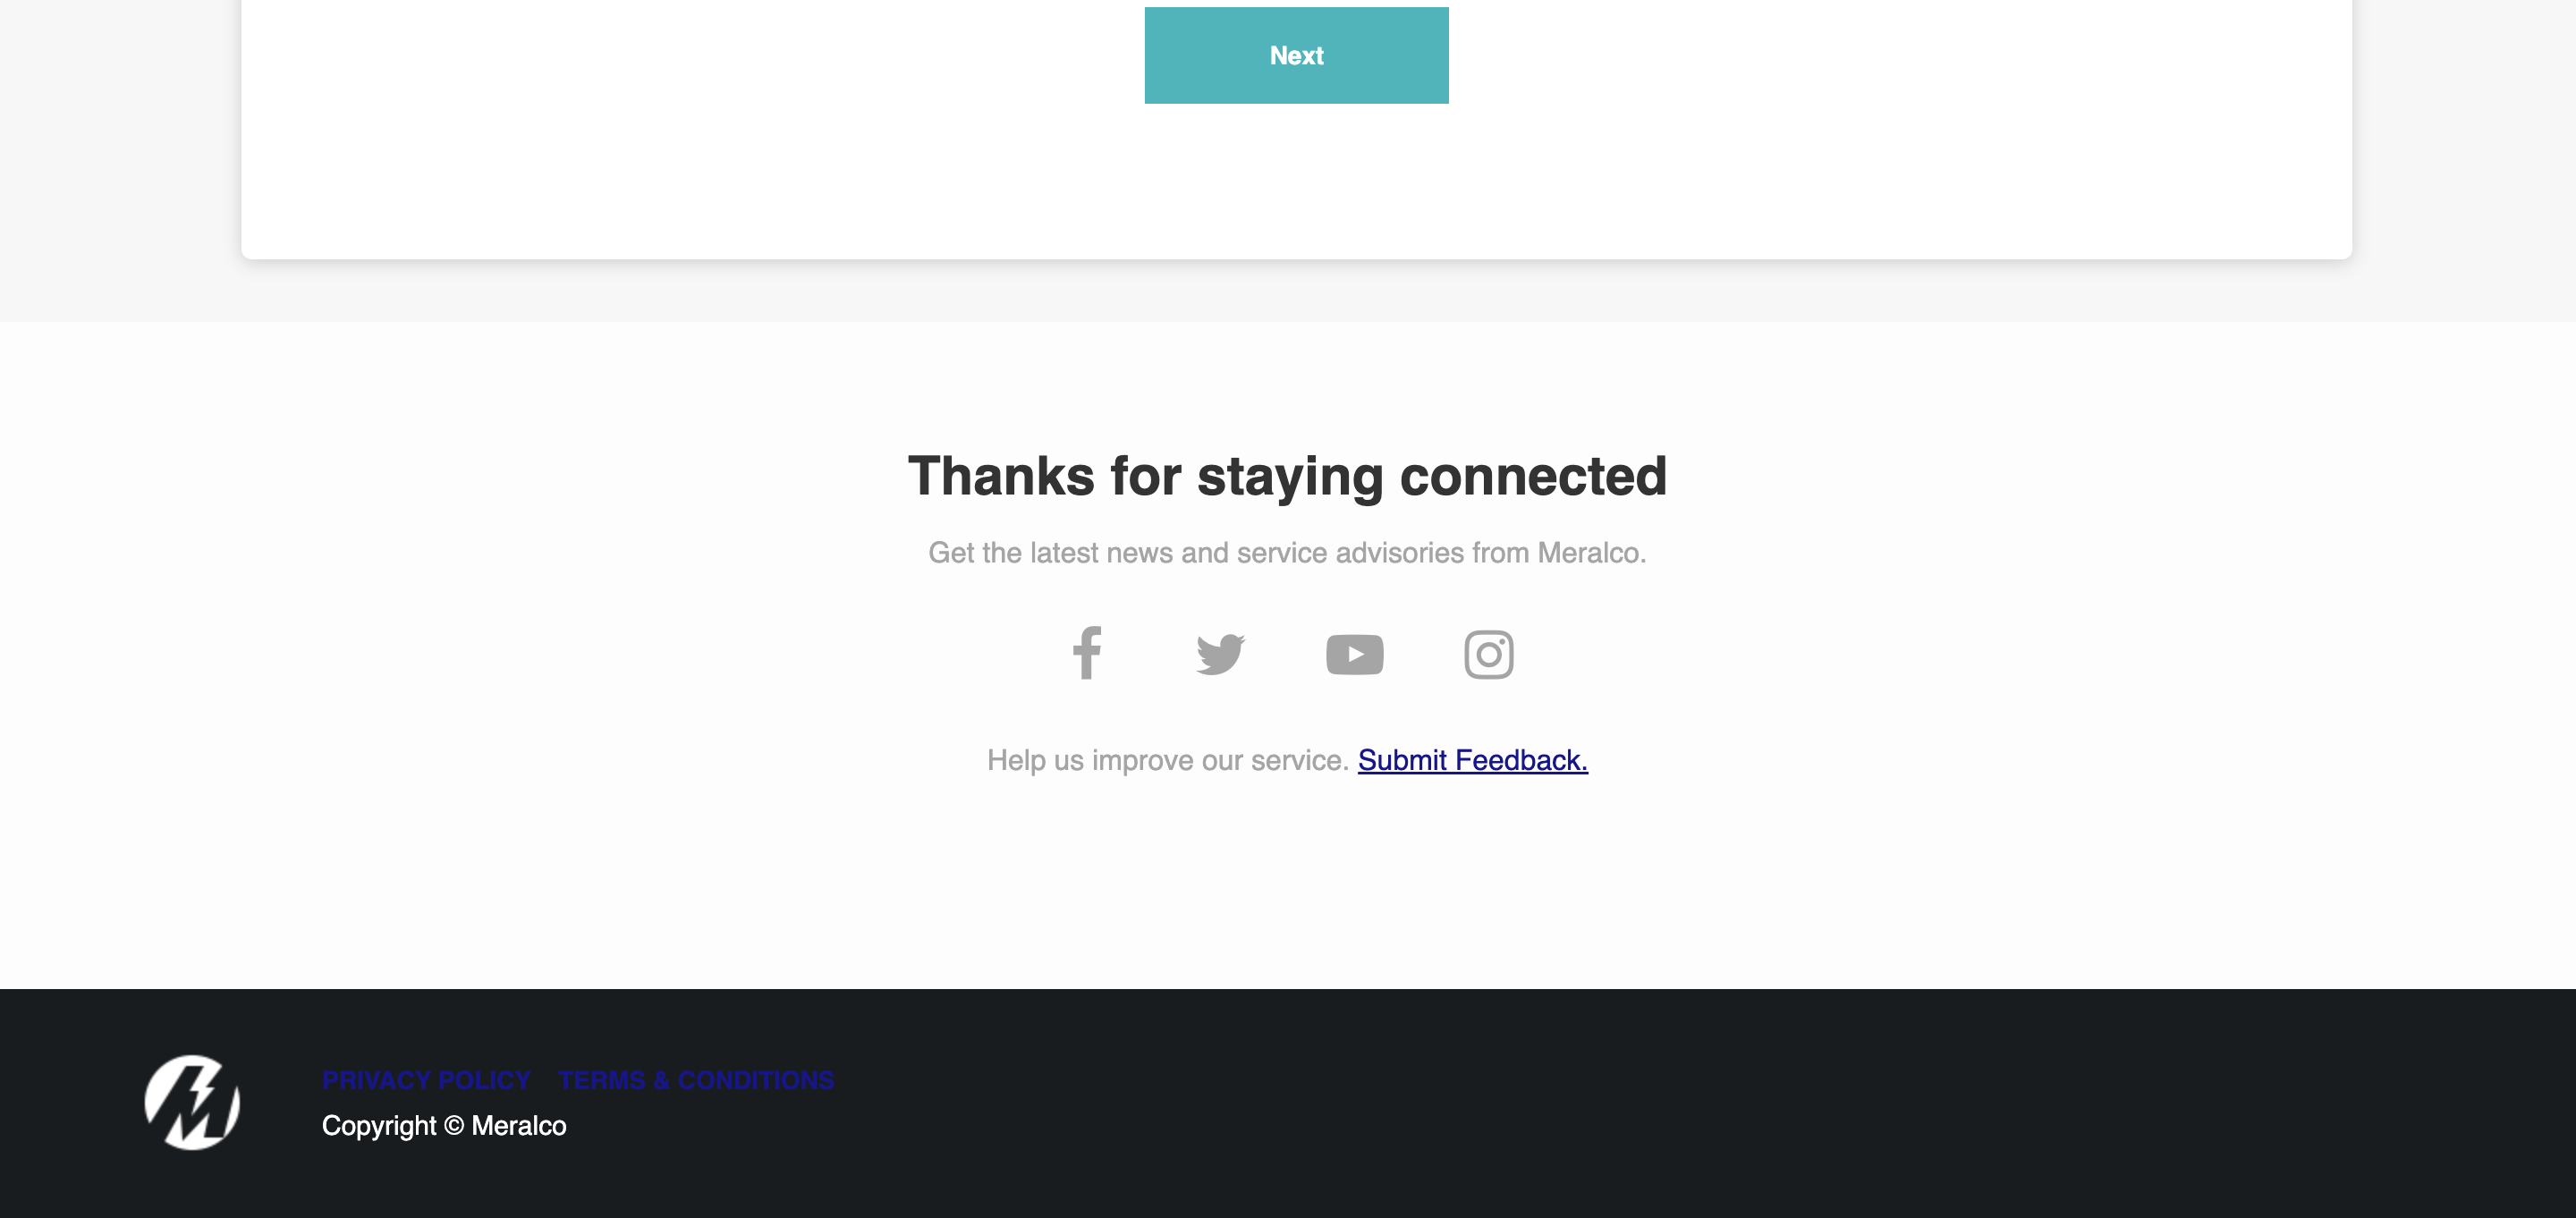 Next
Thanks for staying connected
Get the latest news and service advisories from Meralco.
Help us improve our service. Submit Feedback.
PRIVACY POLICY TERMS & CONDITIONS
Copyright © Meralco